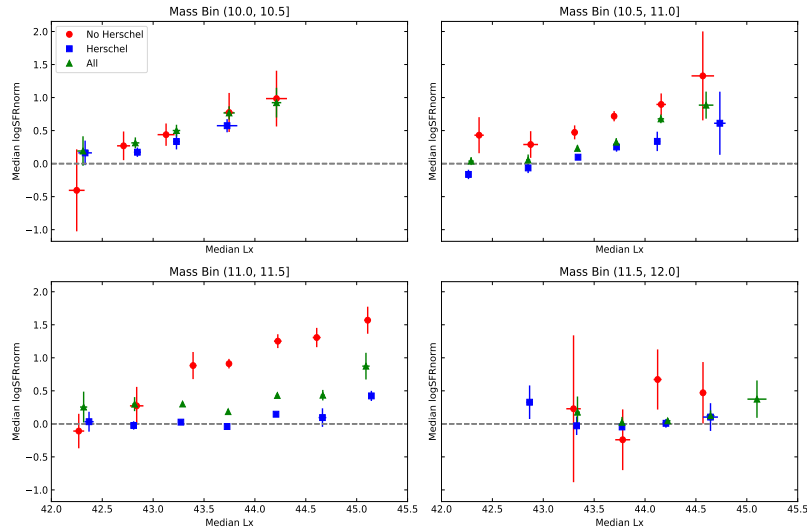 Mass Bin (10.0, 10.5]
Mass Bin (10.5, 11.0]
No Herschel
Herschel
All
2.0
1.5
1.0
0.5
0.0
−0.5
−1.0
Median logSFRnorm
Median logSFRnorm
Median Lx
Median Lx
Mass Bin (11.0, 11.5]
Mass Bin (11.5, 12.0]
2.0
1.5
1.0
0.5
0.0
−0.5
−1.0
Median logSFRnorm
Median logSFRnorm
42.0 42.5 43.0 43.5 44.0 44.5 45.0 45.5
42.0 42.5 43.0 43.5 44.0 44.5 45.0 45.5
Median Lx
Median Lx